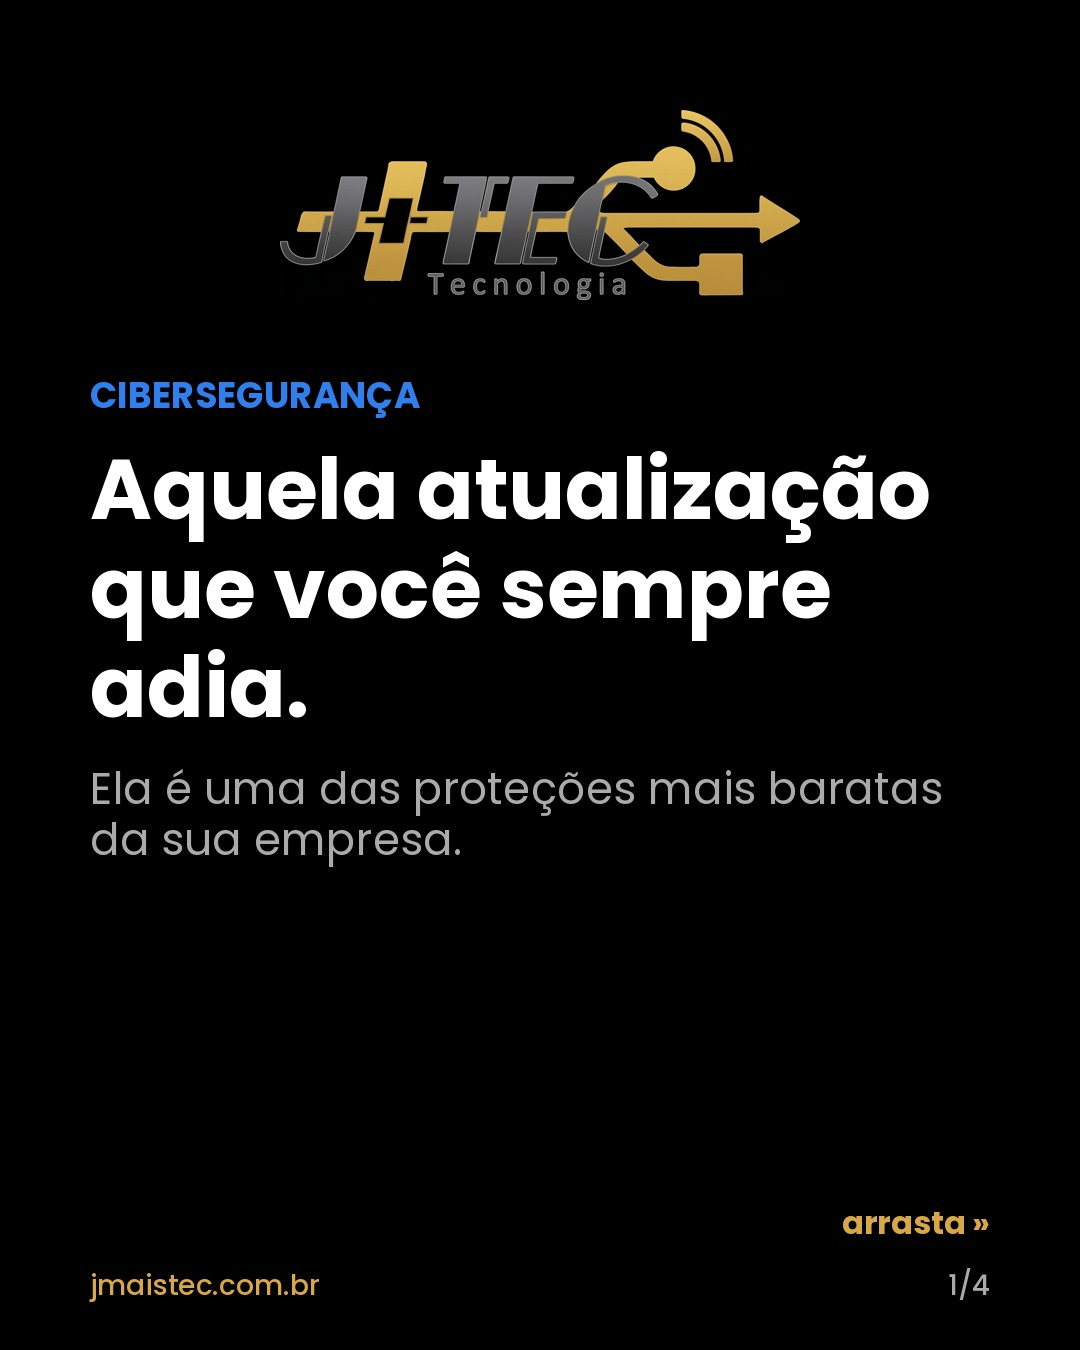 J+TEC
Tecnologia
CIBERSEGURANÇA
Aquela atualização
que você sempre
adia.
Ela é uma das proteções mais baratas
da sua empresa.
arrasta »
jmaistec.com.br
1/4